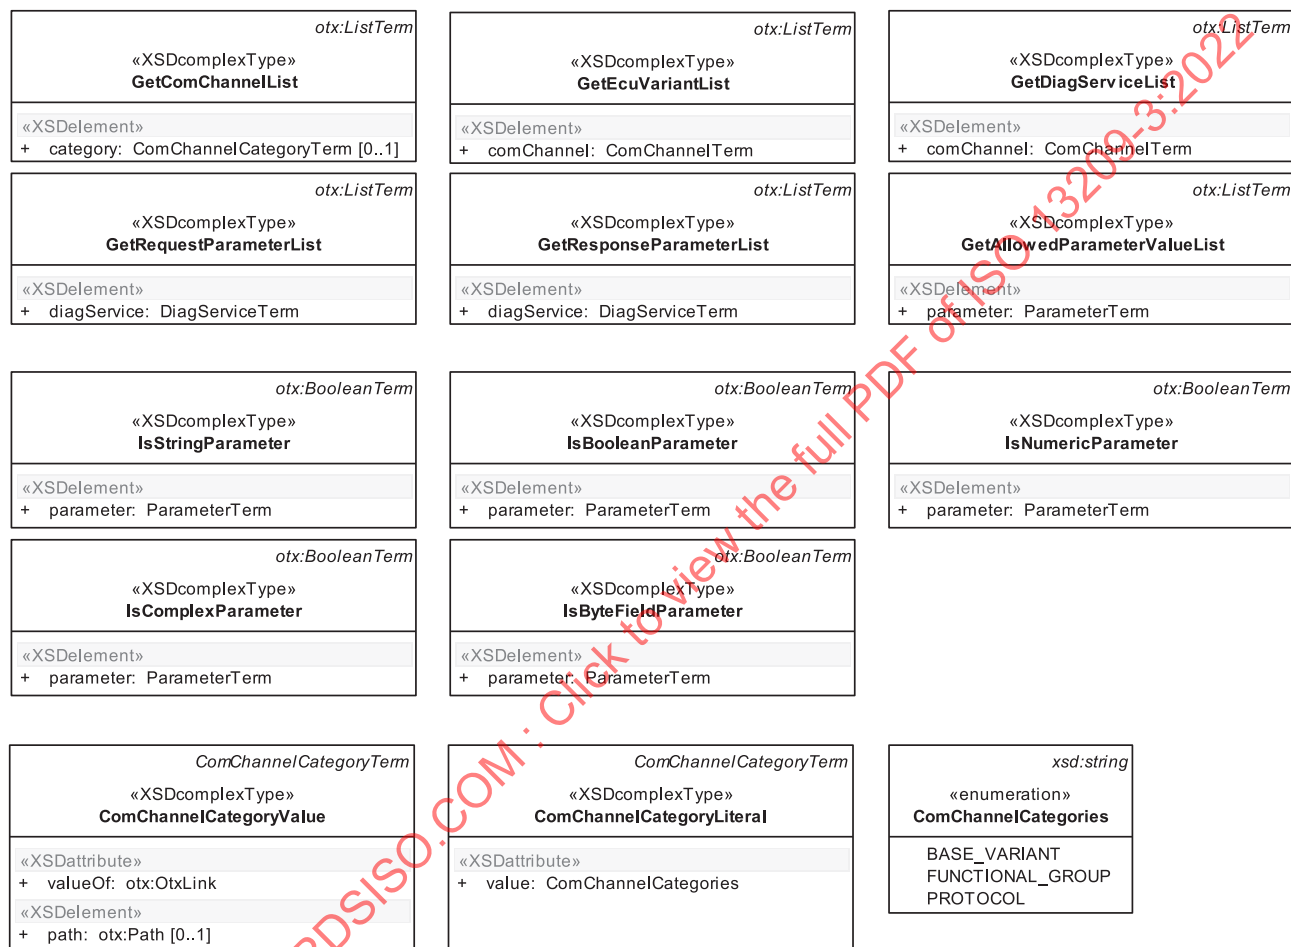 otx:ListTerm
«XSDcomplexType»
GetComChannelList
«XSDelement»
+ category: ComChannelCategoryTerm [0..1]
otx:ListTerm
«XSDcomplexType»
GetEcuVariantList
«XSDelement»
+ comChannel: ComChannelTerm
otx:ListTerm
«XSDcomplexType»
GetDiagServiceList
«XSDelement»
+ comChannel: ComChannelTerm
otx:ListTerm
«XSDcomplexType»
GetRequestParameterList
«XSDelement»
+ diagService: DiagServiceTerm
otx:ListTerm
«XSDcomplexType»
GetResponseParameterList
«XSDelement»
+ diagService: DiagServiceTerm
otx:ListTerm
«XSDcomplexType»
GetAllowedParameterValueList
«XSDelement»
+ parameter: ParameterTerm
otx:BooleanTerm
«XSDcomplexType»
IsStringParameter
«XSDelement»
+ parameter: ParameterTerm
otx:BooleanTerm
«XSDcomplexType»
IsBooleanParameter
«XSDelement»
+ parameter: ParameterTerm
otx:BooleanTerm
«XSDcomplexType»
IsNumericParameter
«XSDelement»
+ parameter: ParameterTerm
otx:BooleanTerm
«XSDcomplexType»
IsComplexParameter
«XSDelement»
+ parameter: ParameterTerm
otx:BooleanTerm
«XSDcomplexType»
IsByteFieldParameter
«XSDelement»
+ parameter: ParameterTerm
ComChannelCategoryTerm
«XSDcomplexType»
ComChannelCategoryValue
«XSDattribute»
+ valueOf: otx:OtxLink
«XSDelement»
+ path: otx:Path [0..1]
ComChannelCategoryTerm
«XSDcomplexType»
ComChannelCategoryLiteral
«XSDattribute»
+ value: ComChannelCategories
xsd:string
«enumeration»
ComChannelCategories
BASE_VARIANT
FUNCTIONAL_GROUP
PROTOCOL
RDSISO.COM : Click to view the full PDF of ISO 13209-3:2022